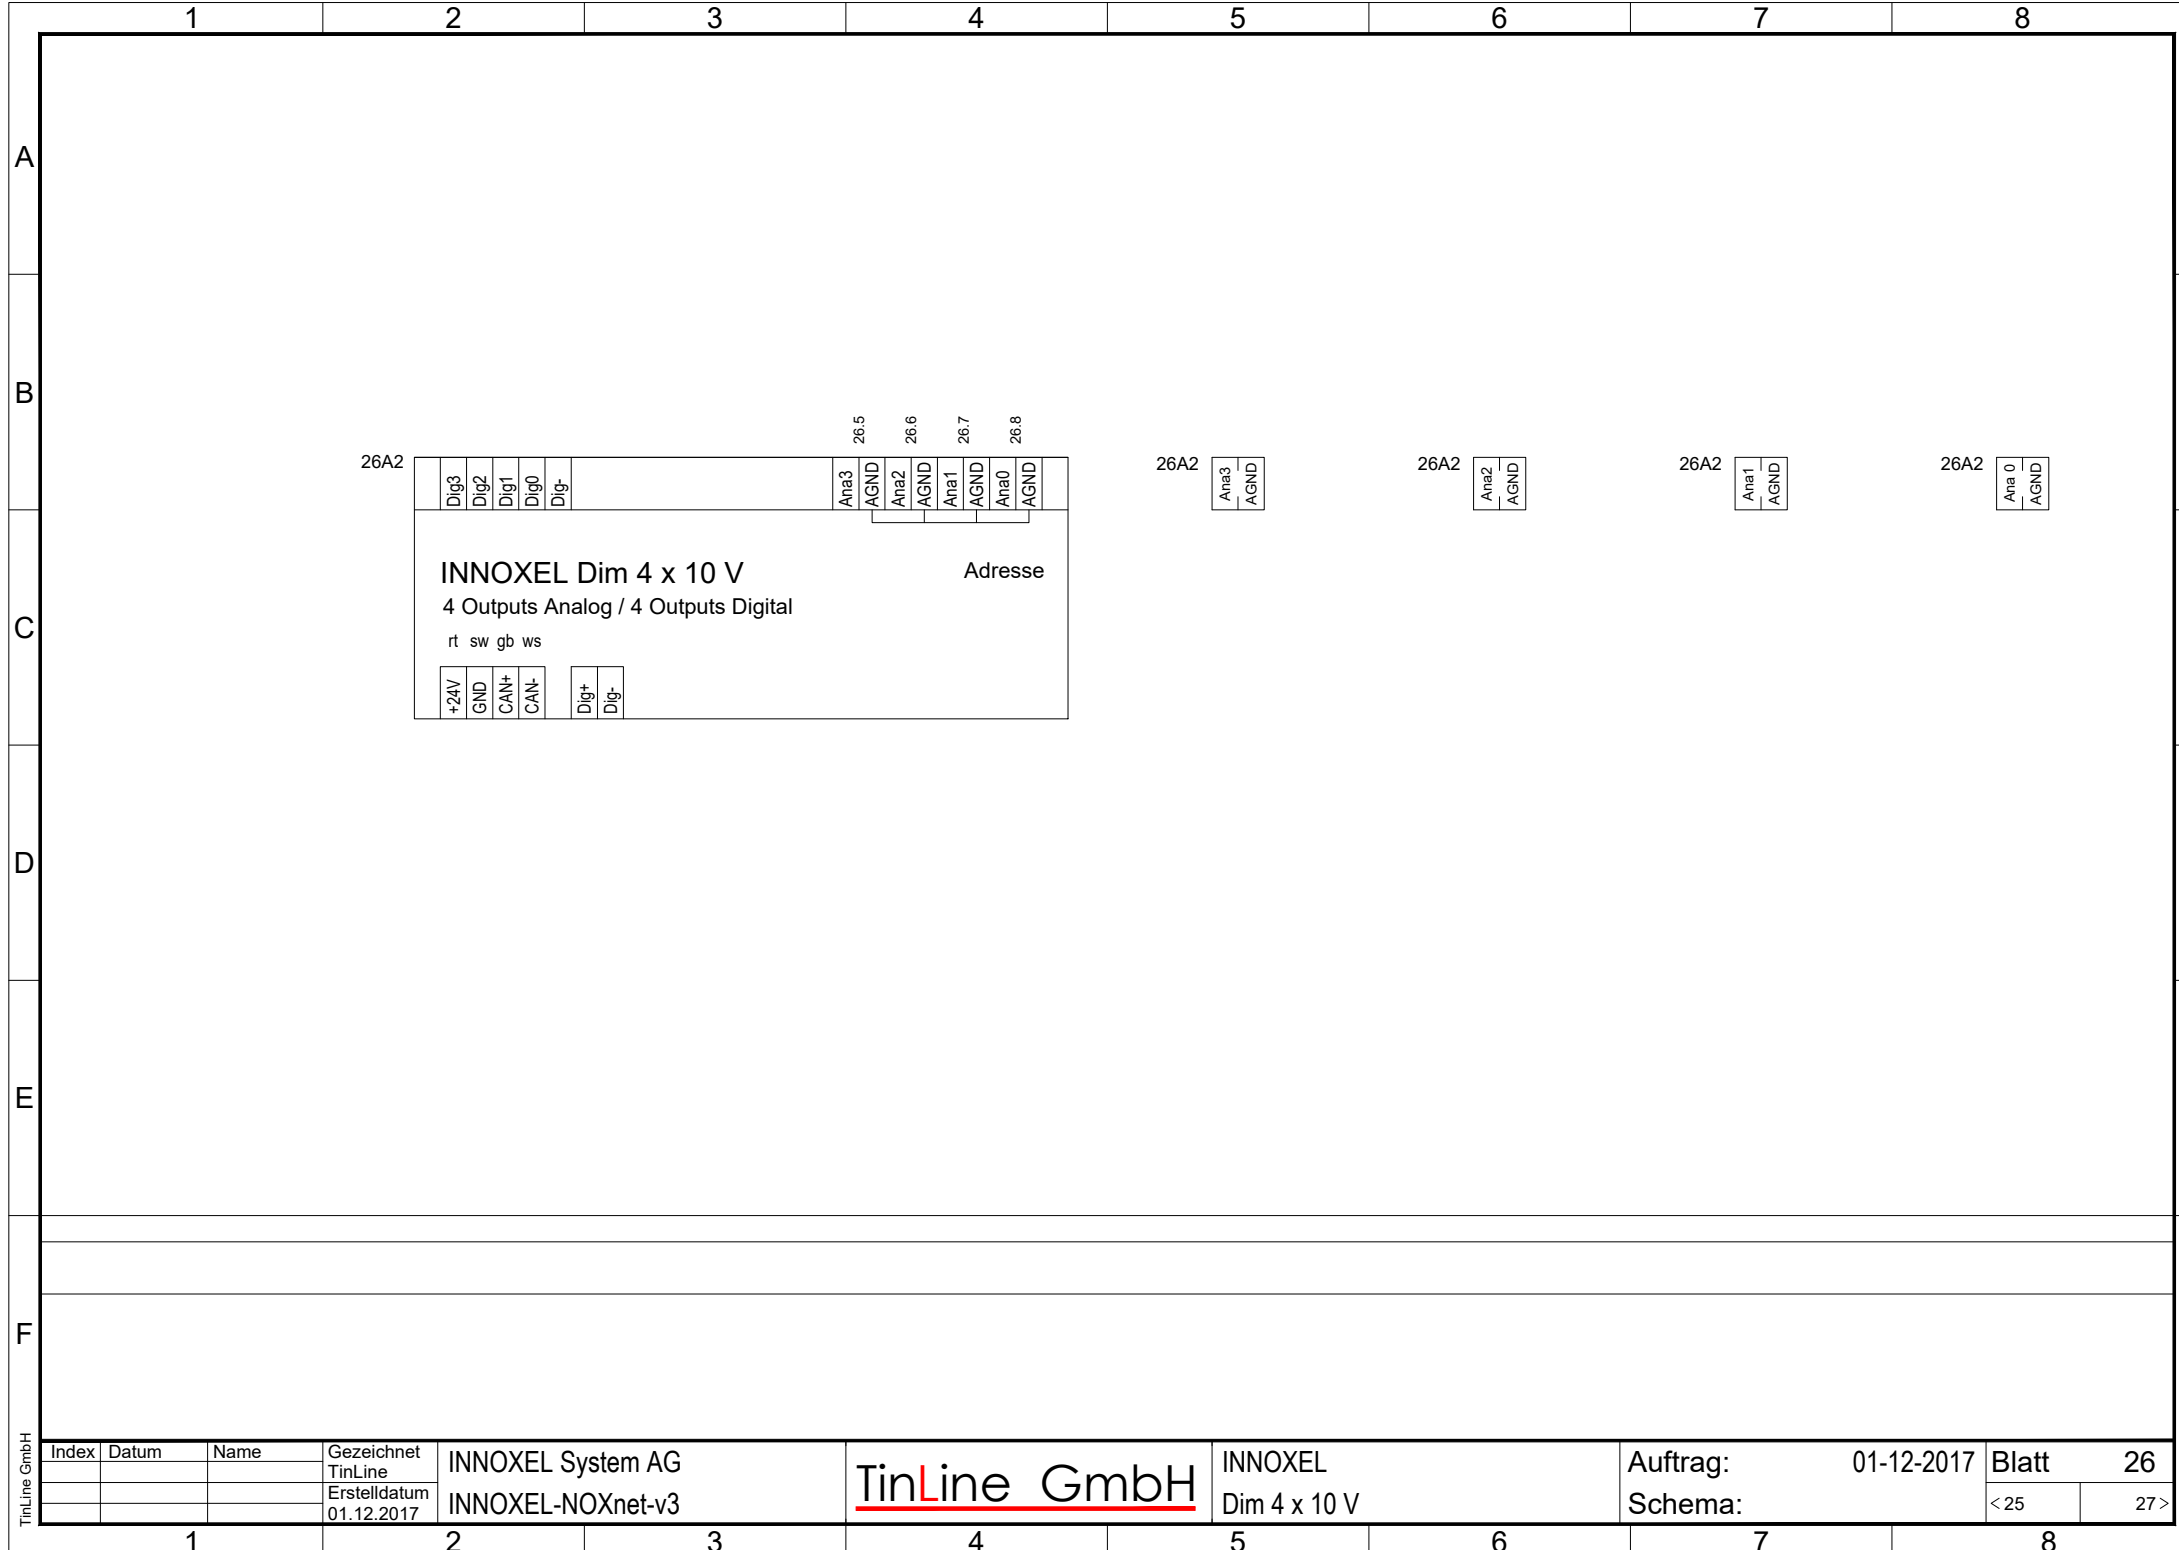 1 2 3 4 5 6 7 8
A
B
C
D
E
F
26.5 26.6 26.7 26.8
26A2
Dig3 Dig2 Dig1 Dig0 Dig-
Ana3 AGND Ana2 AGND Ana1 AGND Ana0 AGND
26A2 Ana3 AGND
26A2 Ana2 AGND
26A2 Ana1 AGND
26A2 Ana 0 AGND
INNOXEL Dim 4 x 10 V
Adresse
4 Outputs Analog / 4 Outputs Digital
rt sw gb ws
+24V GND CAN+ CAN- Dig+ Dig-
TinLine GmbH
Index Datum Name
Gezeichnet
TinLine
Erstelldatum
01.12.2017
INNOXEL System AG
INNOXEL-NOXnet-v3
TinLine GmbH
INNOXEL
Dim 4 x 10 V
Auftrag: 01-12-2017
Schema:
Blatt 26
< 25 27 >
1 2 3 4 5 6 7 8